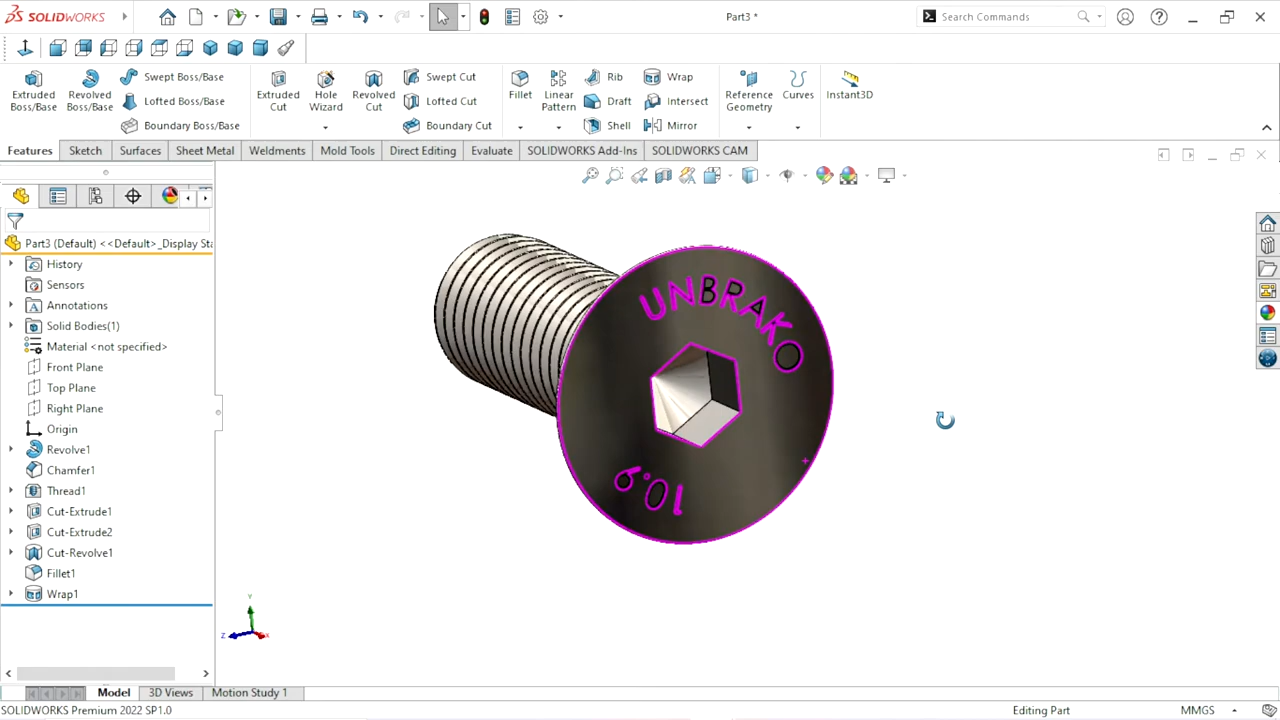 SOLIDWORKS
Part3 *
Search Commands
Extruded Boss/Base
Revolved Boss/Base
Swept Boss/Base
Lofted Boss/Base
Boundary Boss/Base
Extruded Cut
Hole Wizard
Revolved Cut
Swept Cut
Lofted Cut
Boundary Cut
Fillet
Linear Pattern
Rib
Draft
Shell
Wrap
Intersect
Mirror
Reference Geometry
Curves
Instant3D
Features
Sketch
Surfaces
Sheet Metal
Weldments
Mold Tools
Direct Editing
Evaluate
SOLIDWORKS Add-Ins
SOLIDWORKS CAM
Part3 (Default) <<Default>_Display Sta
History
Sensors
Annotations
Solid Bodies(1)
Material <not specified>
Front Plane
Top Plane
Right Plane
Origin
Revolve1
Chamfer1
Thread1
Cut-Extrude1
Cut-Extrude2
Cut-Revolve1
Fillet1
Wrap1
UNBRAKO
10.9
Y
Z
X
Model
3D Views
Motion Study 1
SOLIDWORKS Premium 2022 SP1.0
Editing Part
MMGS